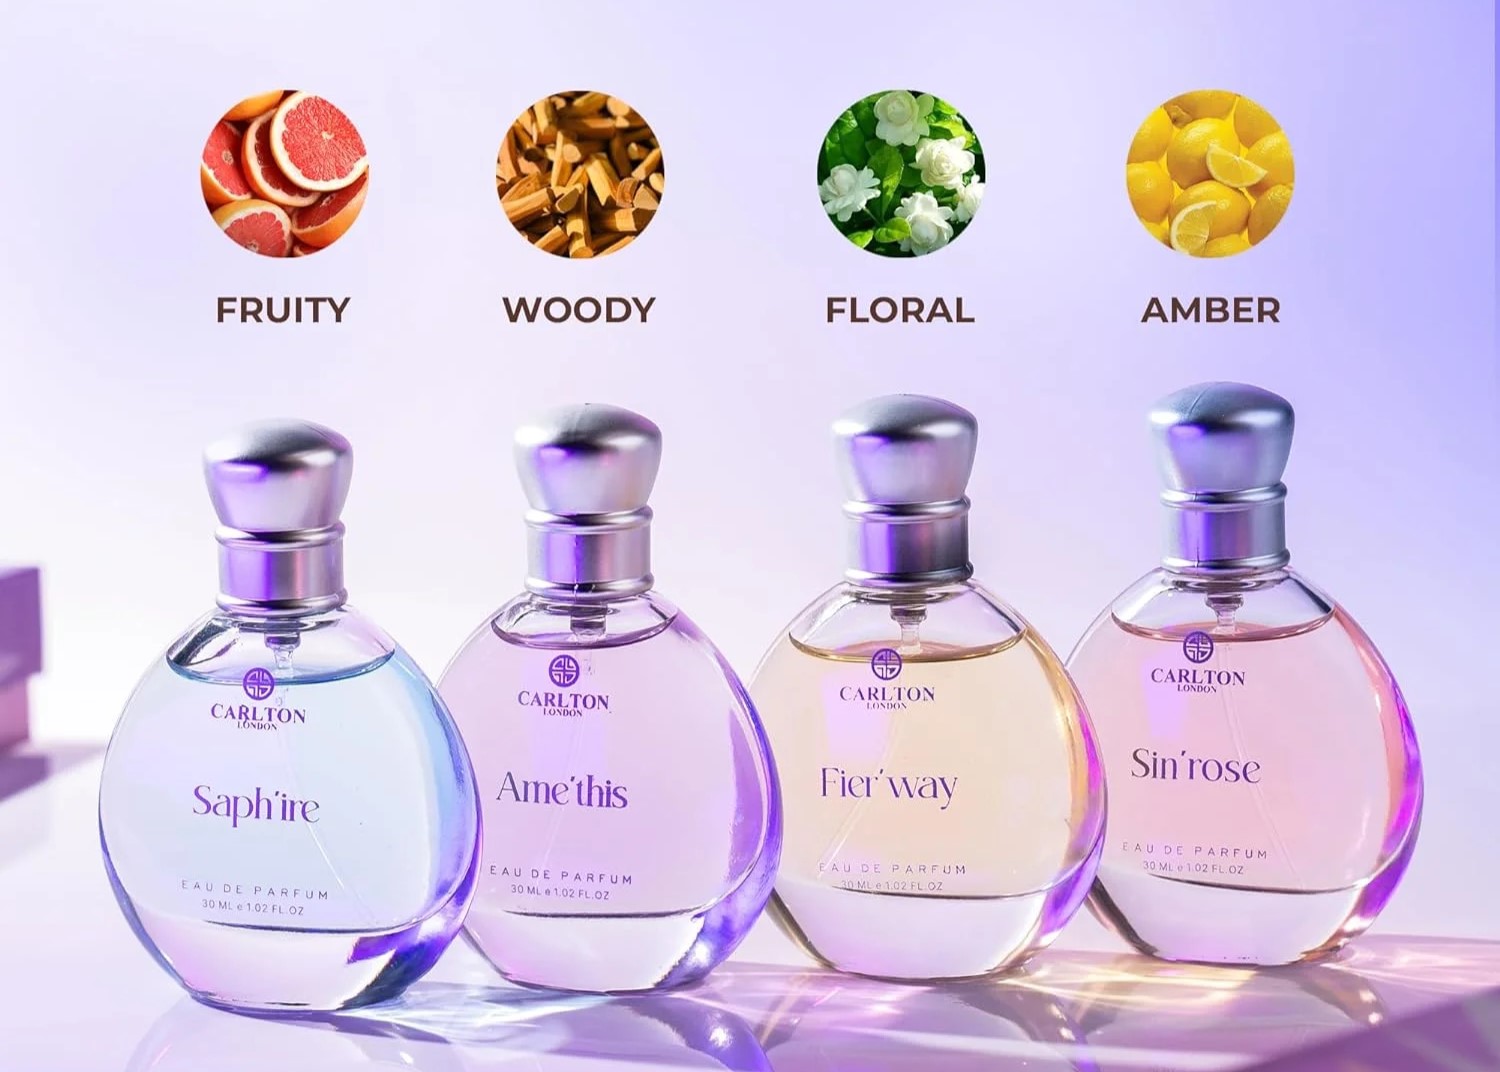 FRUITY
WOODY
FLORAL
AMBER
CARLTON
LONDON
Saph'ire
EAU DE PARFUM
30 ML e 1.02 FL.OZ
CARLTON
LONDON
Ame'this
EAU DE PARFUM
30 ML e 1.02 FL.OZ
CARLTON
LONDON
Fier'way
EAU DE PARFUM
30 ML e 1.02 FL.OZ
CARLTON
LONDON
Sin'rose
EAU DE PARFUM
30 ML e 1.02 FL.OZ